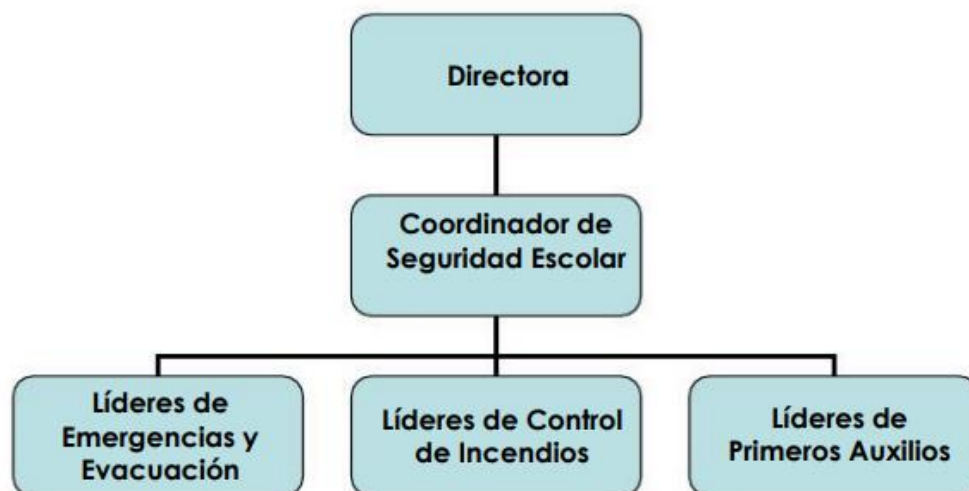 Directora
Coordinador de
Seguridad Escolar
Líderes de
Emergencias y
Evacuación
Líderes de Control
de Incendios
Líderes de
Primeros Auxilios